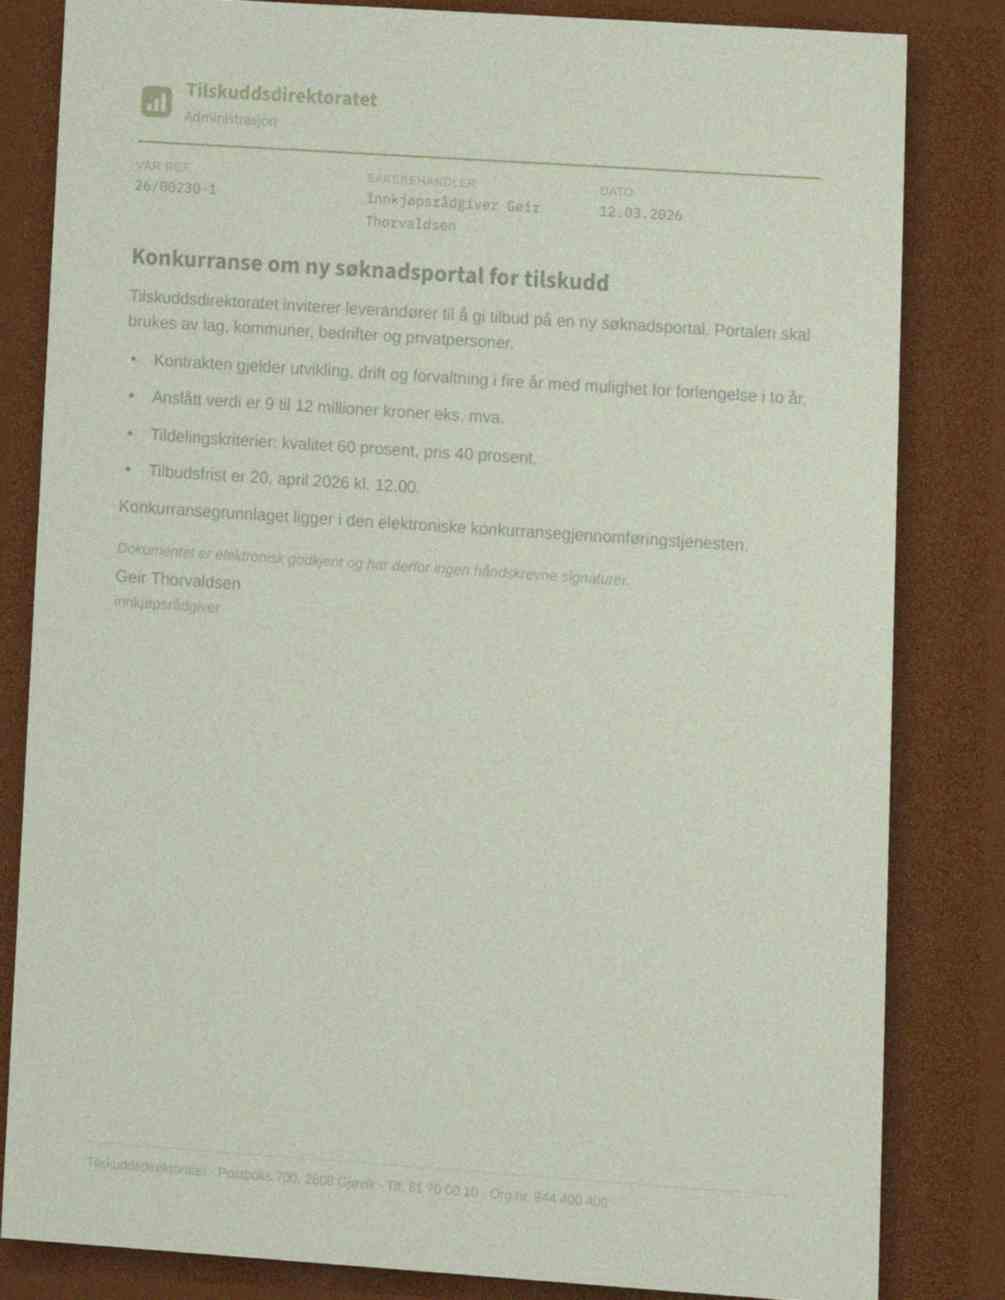 Tilskuddsdirektoratet
Administrasjon
VÅR REF.
26/00230-1
SAKSBEHANDLER
Innkjøpsrådgiver Geir
Thorvaldsen
DATO
12.03.2026
Konkurranse om ny søknadsportal for tilskudd
Tilskuddsdirektoratet inviterer leverandører til å gi tilbud på en ny søknadsportal. Portalen skal
brukes av lag, kommuner, bedrifter og privatpersoner.
• Kontrakten gjelder utvikling, drift og forvaltning i fire år med mulighet for forlengelse i to år.
• Anslått verdi er 9 til 12 millioner kroner eks. mva.
• Tildelingskriterier: kvalitet 60 prosent, pris 40 prosent.
• Tilbudsfrist er 20. april 2026 kl. 12.00.
Konkurransegrunnlaget ligger i den elektroniske konkurransegjennomføringstjenesten.
Dokumentet er elektronisk godkjent og har derfor ingen håndskrevne signaturer.
Geir Thorvaldsen
innkjøpsrådgiver
Tilskuddsdirektoratet · Postboks 700, 2808 Gjøvik · Tlf. 61 70 00 10 · Org.nr. 944 400 400